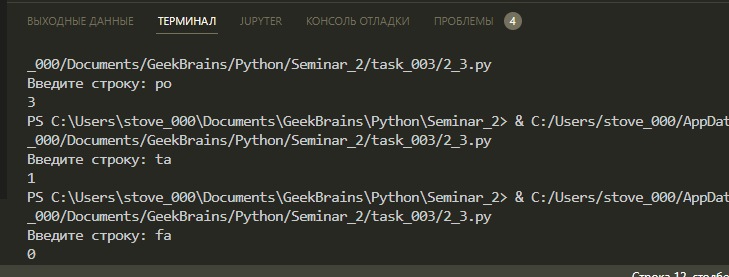 ВЫХОДНЫЕ ДАННЫЕ ТЕРМИНАЛ JUPYTER КОНСОЛЬ ОТЛАДКИ ПРОБЛЕМЫ 4
_000/Documents/GeekBrains/Python/Seminar_2/task_003/2_3.py
Введите строку: po
3
PS C:\Users\stove_000\Documents\GeekBrains\Python\Seminar_2> & C:/Users/stove_000/AppDat
_000/Documents/GeekBrains/Python/Seminar_2/task_003/2_3.py
Введите строку: ta
1
PS C:\Users\stove_000\Documents\GeekBrains\Python\Seminar_2> & C:/Users/stove_000/AppDat
_000/Documents/GeekBrains/Python/Seminar_2/task_003/2_3.py
Введите строку: fa
0
Строка 12, столбе